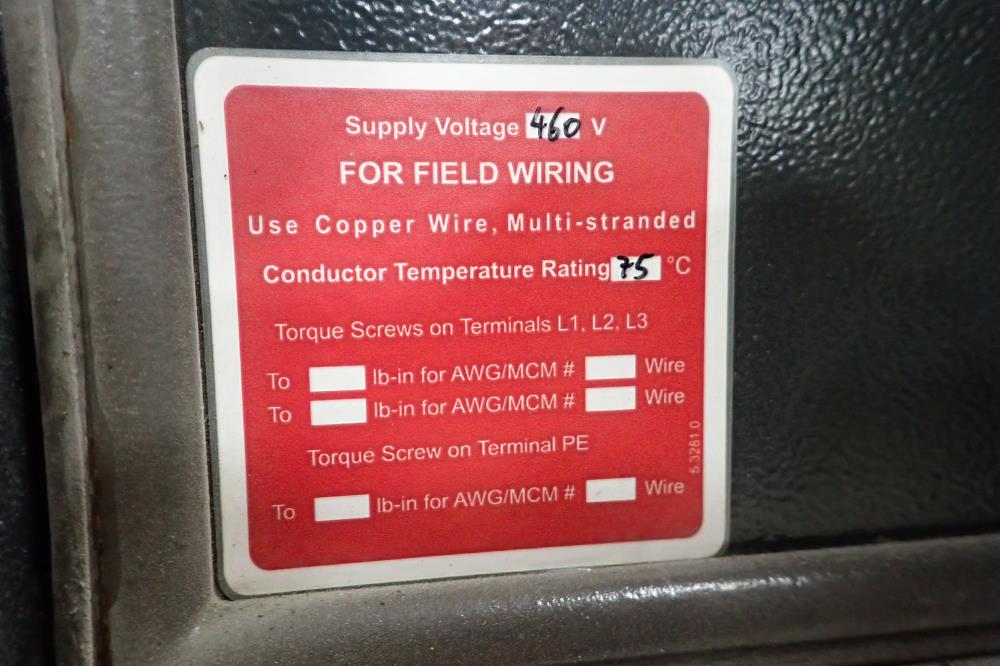 Supply Voltage 460 V
FOR FIELD WIRING
Use Copper Wire, Multi-stranded
Conductor Temperature Rating 75 °C
Torque Screws on Terminals L1, L2, L3
To lb-in for AWG/MCM # Wire
To lb-in for AWG/MCM # Wire
Torque Screw on Terminal PE
To lb-in for AWG/MCM # Wire
5.3261.0